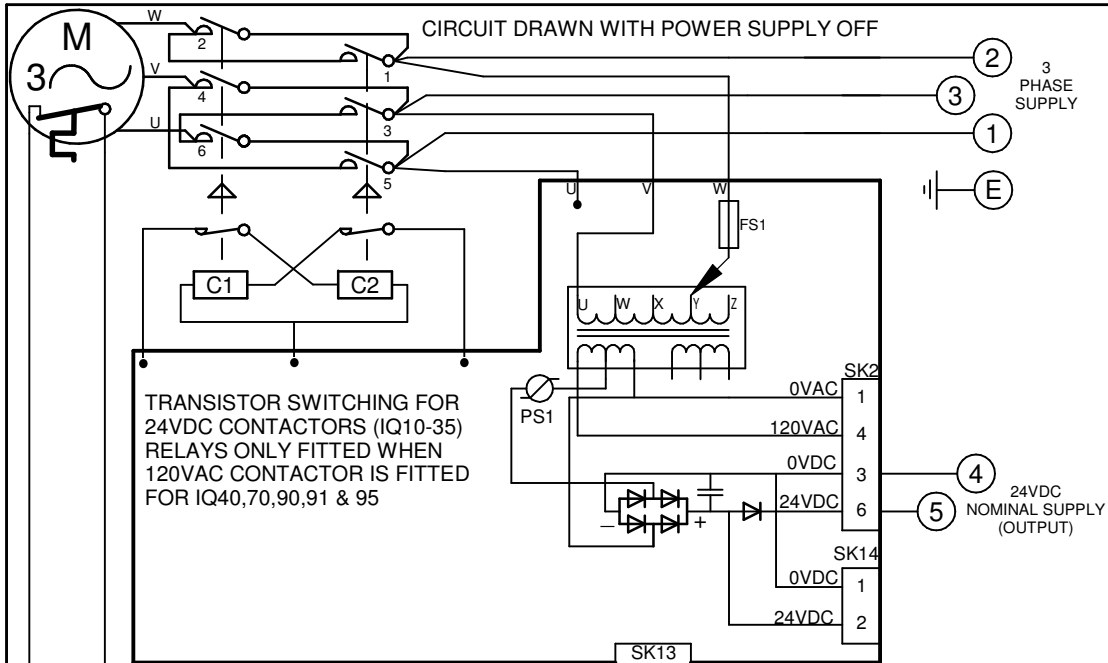 CIRCUIT DRAWN WITH POWER SUPPLY OFF
M
3
W
V
U
2
4
6
1
3
5
2
3
1
E
3
PHASE
SUPPLY
U
V
W
FS1
C1
C2
U
W
X
Y
Z
PS1
TRANSISTOR SWITCHING FOR
24VDC CONTACTORS (IQ10-35)
RELAYS ONLY FITTED WHEN
120VAC CONTACTOR IS FITTED
FOR IQ40,70,90,91 & 95
SK2
0VAC 1
120VAC 4
0VDC 3
24VDC 6
4
5
24VDC
NOMINAL SUPPLY
(OUTPUT)
– +
SK14
0VDC 1
24VDC 2
SK13